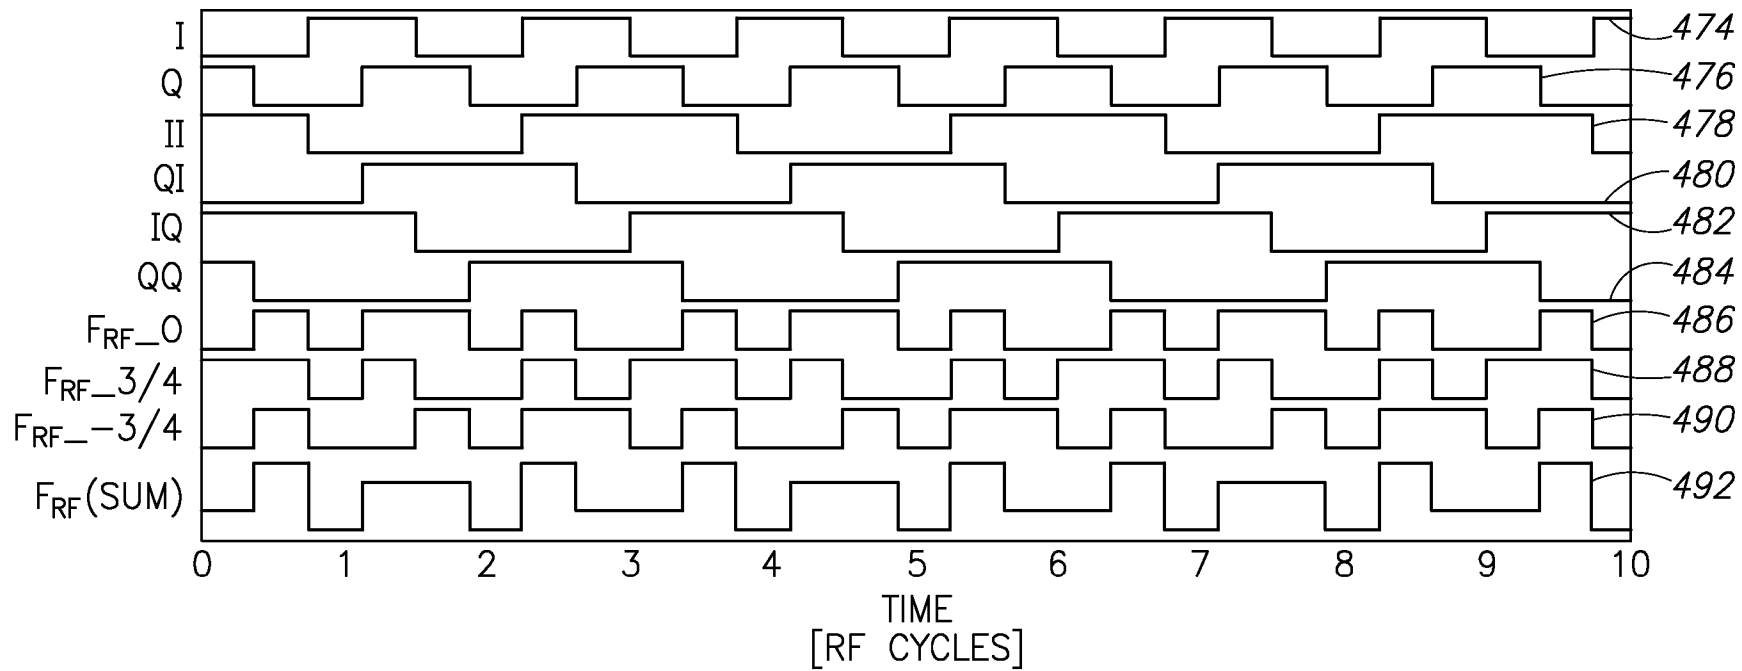 I 474
Q 476
II 478
QI 480
IQ 482
QQ 484
FRF_0 486
FRF_3/4 488
FRF_-3/4 490
FRF(SUM) 492
0 1 2 3 4 5 6 7 8 9 10
TIME
[RF CYCLES]